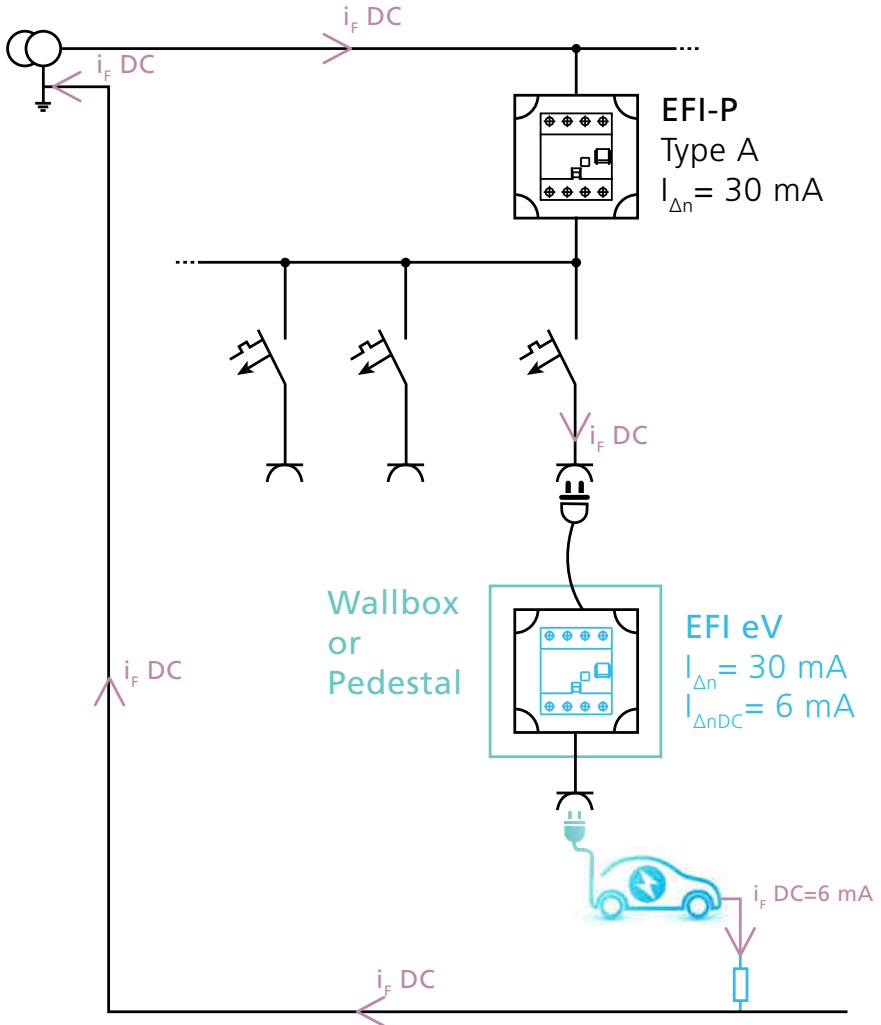 i_F DC
i_F DC
EFI-P
Type A
I_Δn= 30 mA
i_F DC
Wallbox
or
Pedestal
EFI eV
I_Δn= 30 mA
I_ΔnDC= 6 mA
i_F DC
i_F DC=6 mA
i_F DC